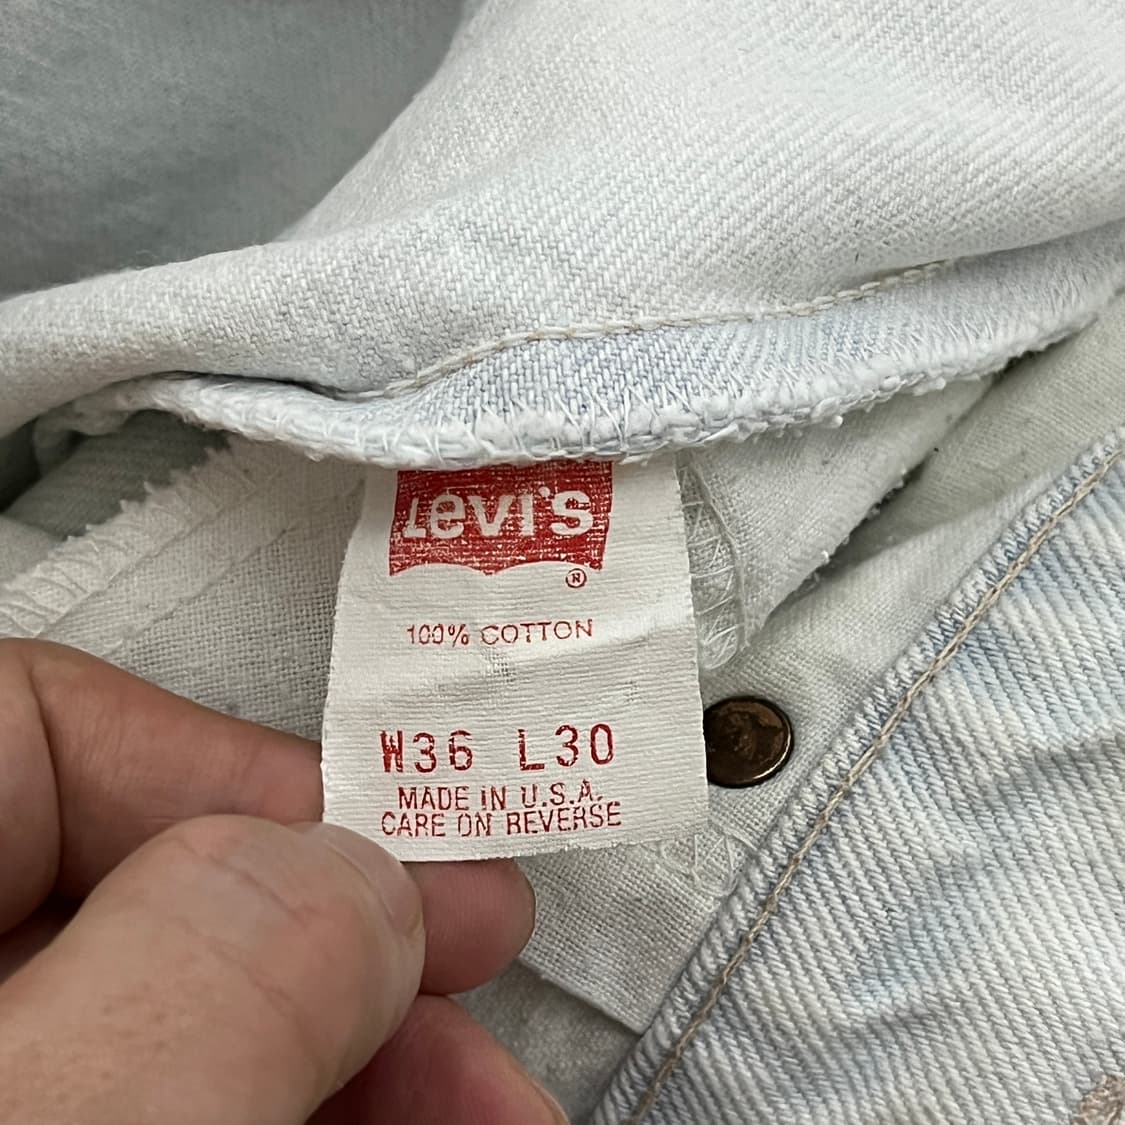 Levi's
®
100% COTTON
W36 L30
MADE IN U.S.A.
CARE ON REVERSE